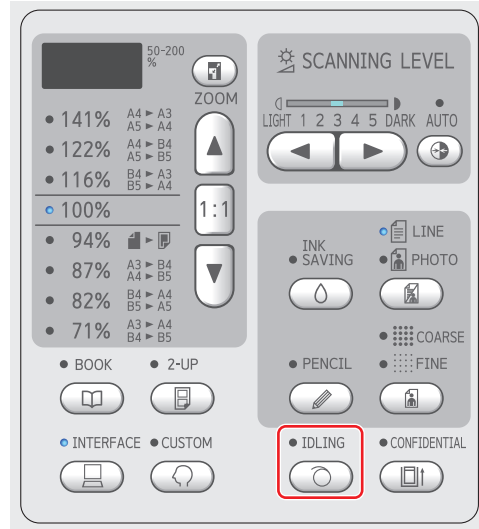 50-200
%
ZOOM
141% A4 ► A3
A5 ► A4
122% A4 ► B4
A5 ► B5
116% B4 ► A3
B5 ► A4
100%
1:1
94%
87% A3 ► B4
A4 ► B5
82% B4 ► A4
B5 ► A5
71% A3 ► A4
B4 ► B5
BOOK
2-UP
INTERFACE
CUSTOM
SCANNING LEVEL
LIGHT 1 2 3 4 5 DARK AUTO
INK
SAVING
LINE
PHOTO
COARSE
PENCIL
FINE
IDLING
CONFIDENTIAL